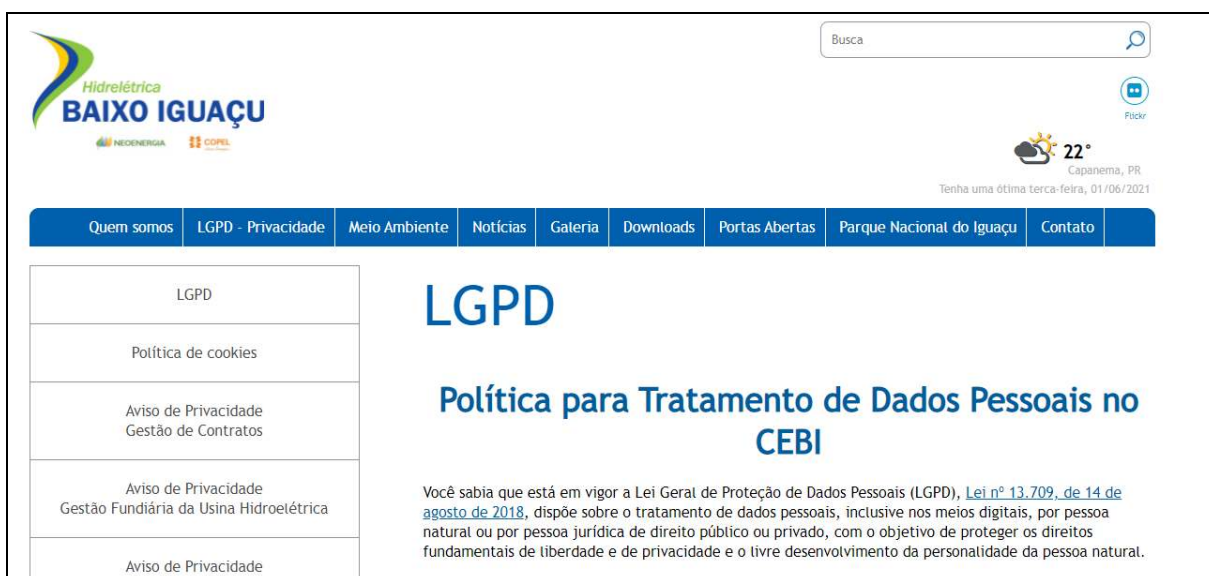 Busca
Hidrelétrica
BAIXO IGUAÇU
NEOENERGIA COPEL
Flickr
22°
Capanema, PR
Tenha uma ótima terca-feira, 01/06/2021
Quem somos LGPD - Privacidade Meio Ambiente Notícias Galeria Downloads Portas Abertas Parque Nacional do Iguaçu Contato
LGPD
Política de cookies
Aviso de Privacidade
Gestão de Contratos
Aviso de Privacidade
Gestão Fundiária da Usina Hidroelétrica
Aviso de Privacidade
LGPD
Política para Tratamento de Dados Pessoais no
CEBI
Você sabia que está em vigor a Lei Geral de Proteção de Dados Pessoais (LGPD), Lei nº 13.709, de 14 de
agosto de 2018, dispõe sobre o tratamento de dados pessoais, inclusive nos meios digitais, por pessoa
natural ou por pessoa jurídica de direito público ou privado, com o objetivo de proteger os direitos
fundamentais de liberdade e de privacidade e o livre desenvolvimento da personalidade da pessoa natural.